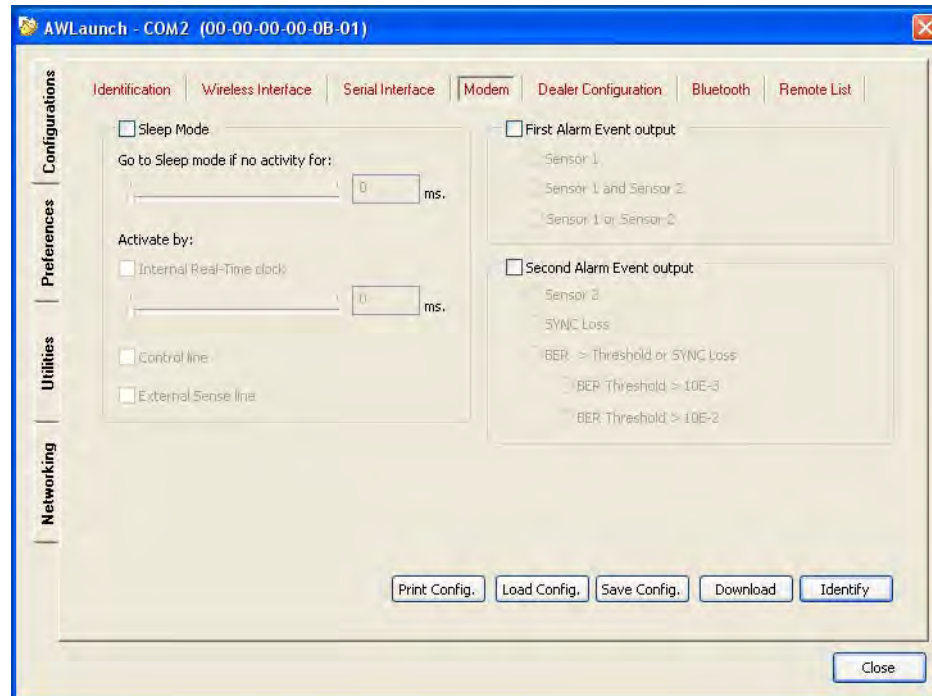 AWLaunch - COM2 (00-00-00-00-0B-01)
Configurations
Preferences
Utilities
Networking
Identification
Wireless Interface
Serial Interface
Modem
Dealer Configuration
Bluetooth
Remote List
Sleep Mode
Go to Sleep mode if no activity for:
0
ms.
Activate by:
Internal Real-Time clock
0
ms.
Control line
External Sense line
First Alarm Event output
Sensor 1
Sensor 1 and Sensor 2
Sensor 1 or Sensor 2
Second Alarm Event output
Sensor 2
SYNC Loss
BER > Threshold or SYNC Loss
BER Threshold > 10E-3
BER Threshold > 10E-2
Print Config.
Load Config.
Save Config.
Download
Identify
Close